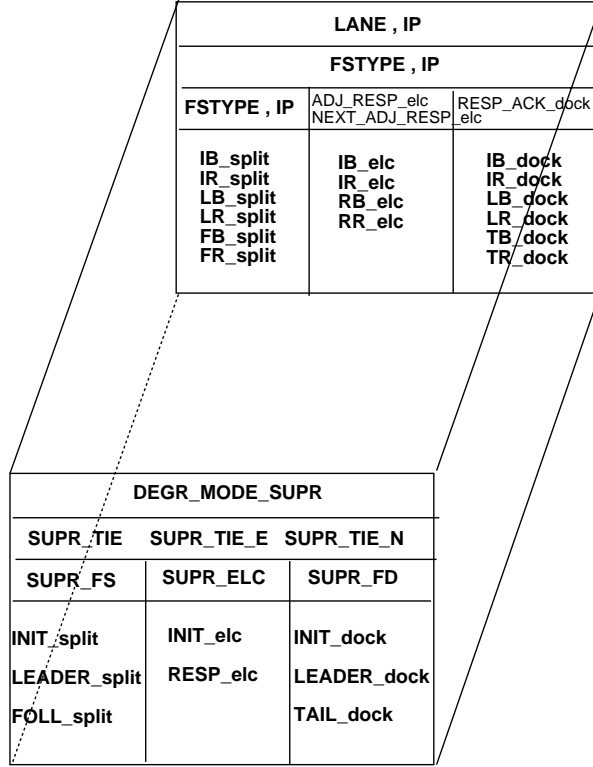 LANE , IP
FSTYPE , IP
FSTYPE , IP
ADJ_RESP_elc
NEXT_ADJ_RESP_elc
RESP_ACK_dock
IB_split
IR_split
LB_split
LR_split
FB_split
FR_split
IB_elc
IR_elc
RB_elc
RR_elc
IB_dock
IR_dock
LB_dock
LR_dock
TB_dock
TR_dock
DEGR_MODE_SUPR
SUPR_TIE SUPR_TIE_E SUPR_TIE_N
SUPR_FS SUPR_ELC SUPR_FD
INIT_split
LEADER_split
FOLL_split
INIT_elc
RESP_elc
INIT_dock
LEADER_dock
TAIL_dock